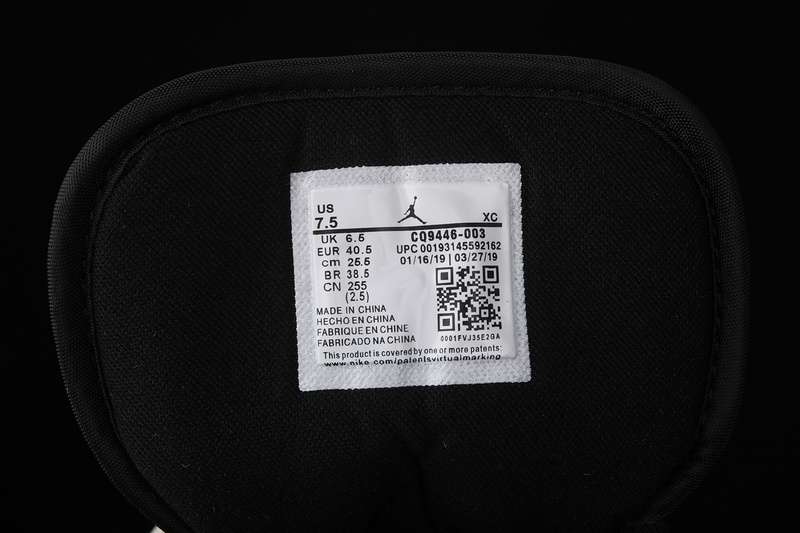 US
7.5
XC
UK 6.5
EUR 40.5
cm 25.5
BR 38.5
CN 255
(2.5)
CQ9446-003
UPC 00193145592162
01/16/19 | 03/27/19
0001FVJ35E2GA
MADE IN CHINA
HECHO EN CHINA
FABRIQUE EN CHINE
FABRICADO NA CHINA
This product is covered by one or more patents:
www.nike.com/patentsvirtualmarking